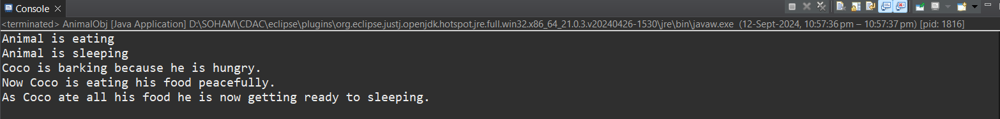 Console
<terminated> AnimalObj [Java Application] D:\SOHAM\CDAC\eclipse\plugins\org.eclipse.justj.openjdk.hotspot.jre.full.win32.x86_64_21.0.3.v20240426-1530\jre\bin\javaw.exe (12-Sept-2024, 10:57:36 pm – 10:57:37 pm) [pid: 1816]
Animal is eating
Animal is sleeping
Coco is barking because he is hungry.
Now Coco is eating his food peacefully.
As Coco ate all his food he is now getting ready to sleeping.